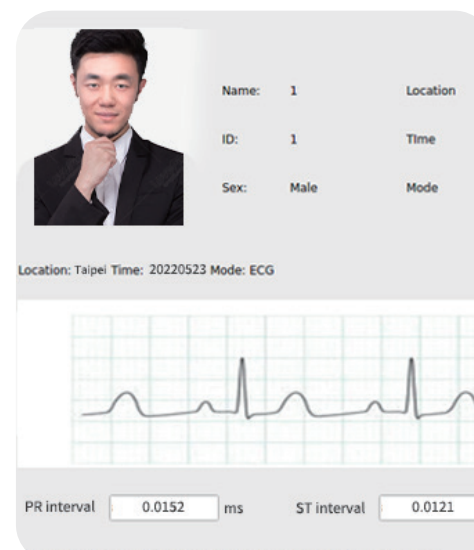 Name: 1 Location
ID: 1 TIme
Sex: Male Mode
Location: Taipei Time: 20220523 Mode: ECG
PR interval 0.0152 ms ST interval 0.0121